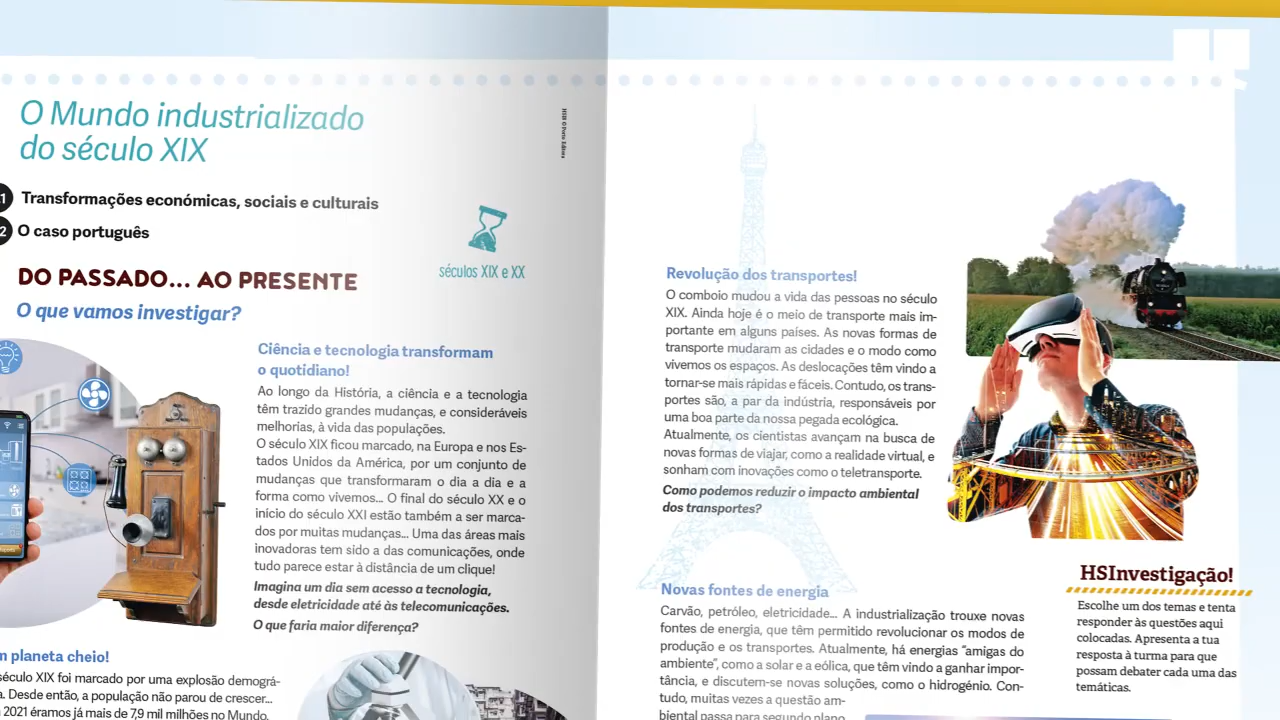 O Mundo industrializado
do século XIX
1 Transformações económicas, sociais e culturais
2 O caso português
séculos XIX e XX
DO PASSADO... AO PRESENTE
O que vamos investigar?
Ciência e tecnologia transformam
o quotidiano!
Ao longo da História, a ciência e a tecnologia
têm trazido grandes mudanças, e consideráveis
melhorias, à vida das populações.
O século XIX ficou marcado, na Europa e nos Es-
tados Unidos da América, por um conjunto de
mudanças que transformaram o dia a dia e a
forma como vivemos... O final do século XX e o
início do século XXI estão também a ser marca-
dos por muitas mudanças... Uma das áreas mais
inovadoras tem sido a das comunicações, onde
tudo parece estar à distância de um clique!
Imagina um dia sem acesso a tecnologia,
desde eletricidade até às telecomunicações.
O que faria maior diferença?
planeta cheio!
século XIX foi marcado por uma explosão demográ-
Desde então, a população não parou de crescer...
2021 éramos já mais de 7,9 mil milhões no Mundo.
Revolução dos transportes!
O comboio mudou a vida das pessoas no século
XIX. Ainda hoje é o meio de transporte mais im-
portante em alguns países. As novas formas de
transporte mudaram as cidades e o modo como
vivemos os espaços. As deslocações têm vindo a
tornar-se mais rápidas e fáceis. Contudo, os trans-
portes são, a par da indústria, responsáveis por
uma boa parte da nossa pegada ecológica.
Atualmente, os cientistas avançam na busca de
novas formas de viajar, como a realidade virtual, e
sonham com inovações como o teletransporte.
Como podemos reduzir o impacto ambiental
dos transportes?
Novas fontes de energia
Carvão, petróleo, eletricidade... A industrialização trouxe novas
fontes de energia, que têm permitido revolucionar os modos de
produção e os transportes. Atualmente, há energias “amigas do
ambiente”, como a solar e a eólica, que têm vindo a ganhar impor-
tância, e discutem-se novas soluções, como o hidrogénio. Con-
tudo, muitas vezes a questão am-
biental passa para segundo plano
HSInvestigação!
Escolhe um dos temas e tenta
responder às questões aqui
colocadas. Apresenta a tua
resposta à turma para que
possam debater cada uma das
temáticas.